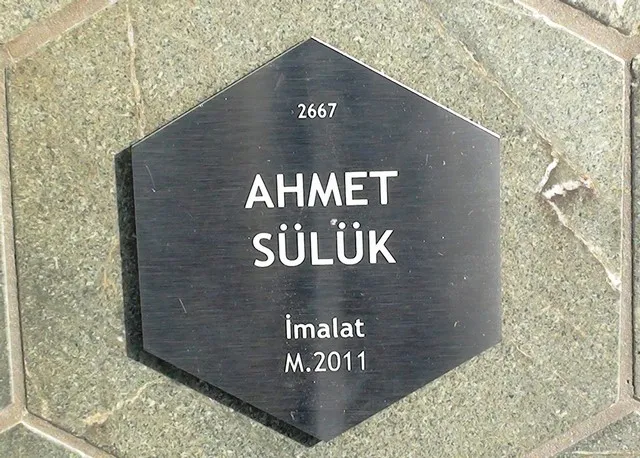 2667
AHMET
SÜLÜK
İmalat
M.2011